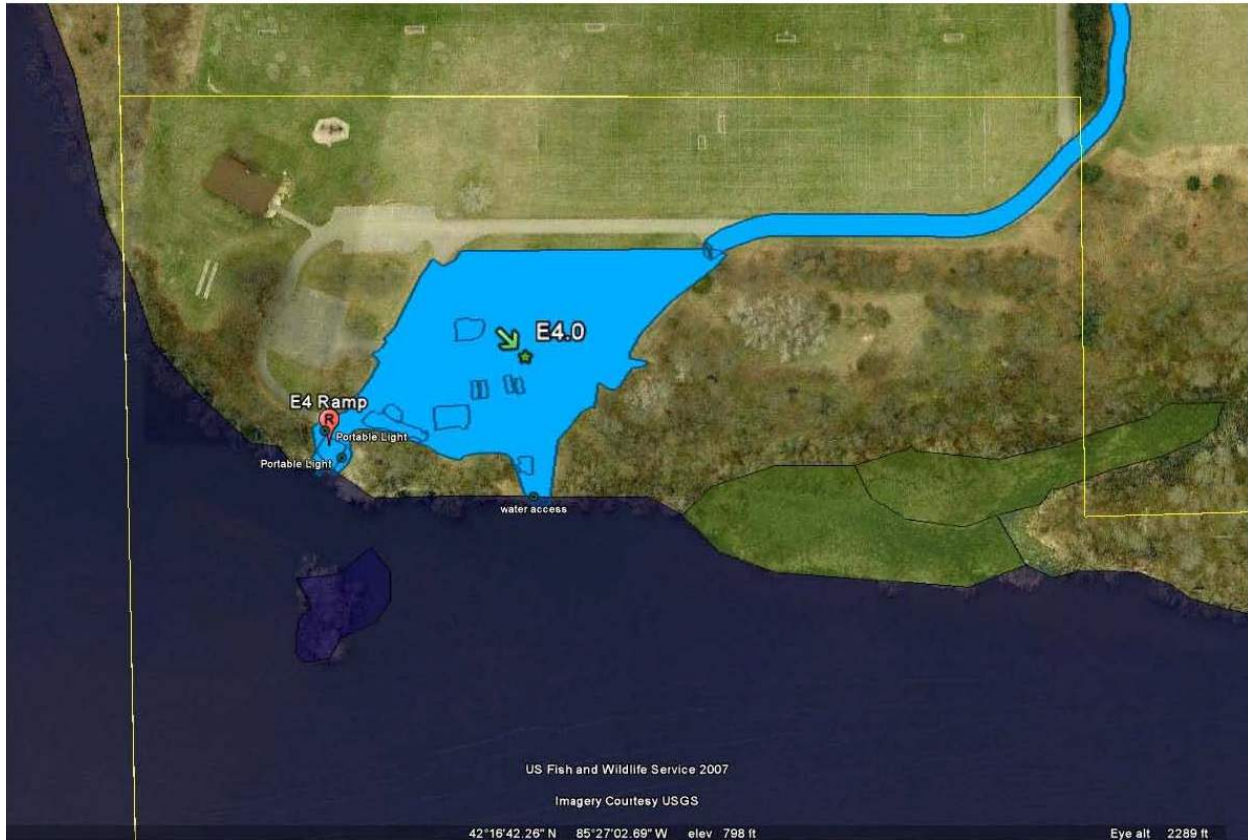 E4.0
E4 Ramp
R
Portable Light
Portable Light
water access
US Fish and Wildlife Service 2007
Imagery Courtesy USGS
42°16'42.26" N 85°27'02.69" W elev 798 ft Eye alt 2289 ft